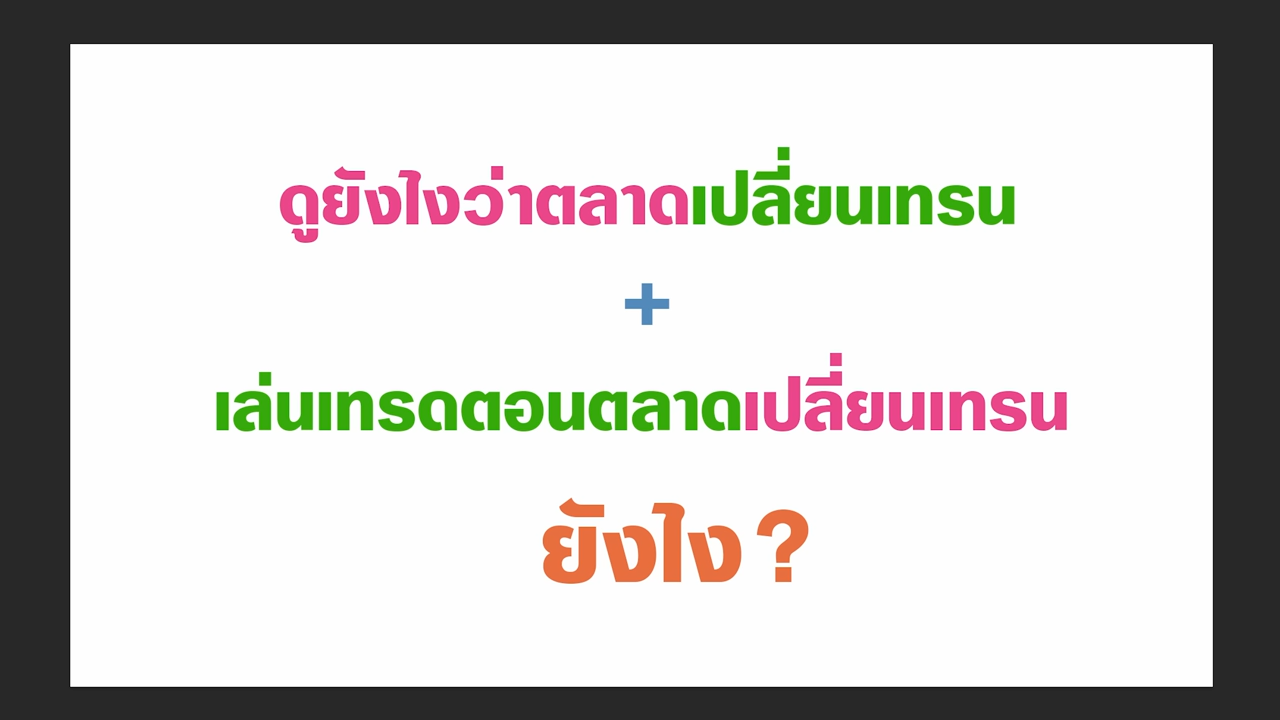 ดูยังไงว่าตลาดเปลี่ยนเทรน
+
เล่นเทรดตอนตลาดเปลี่ยนเทรน
ยังไง ?